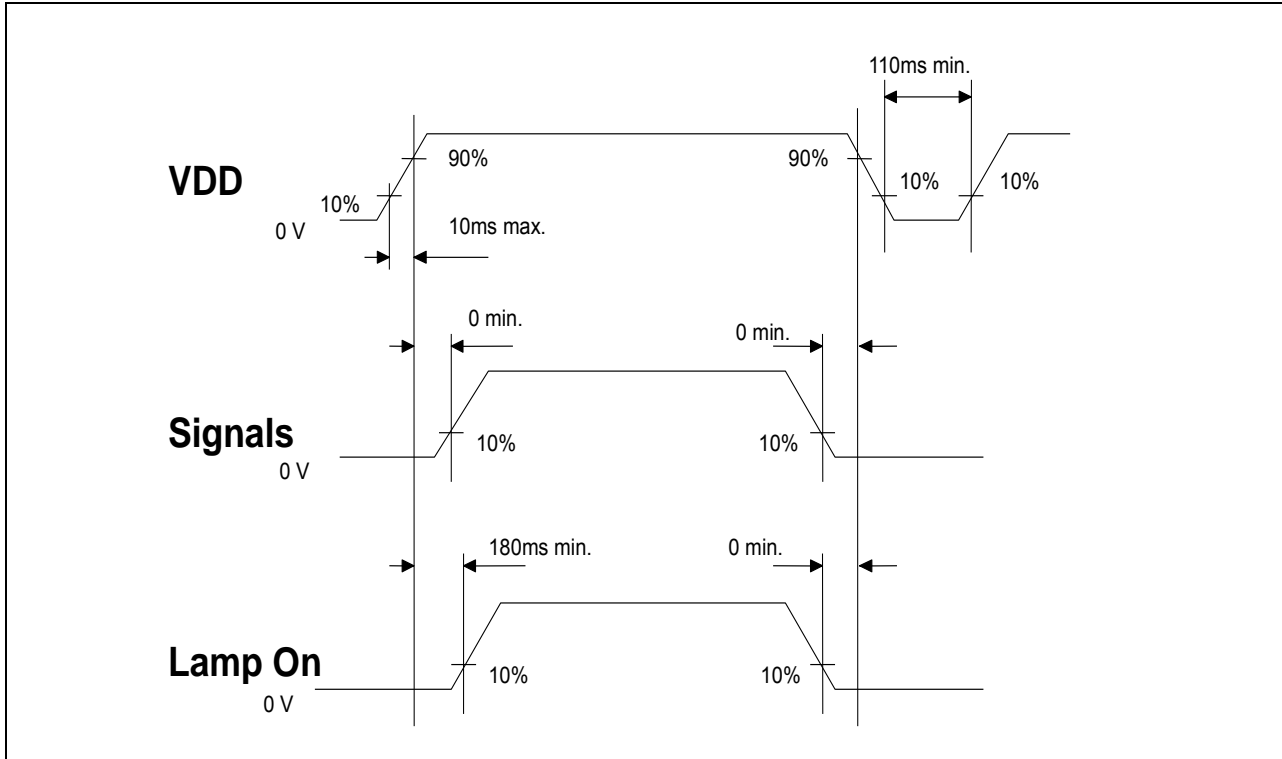 110ms min.
VDD
90%
90%
10%
10%
10%
0 V
10ms max.
0 min.
0 min.
Signals
10%
10%
0 V
180ms min.
0 min.
Lamp On
10%
10%
0 V